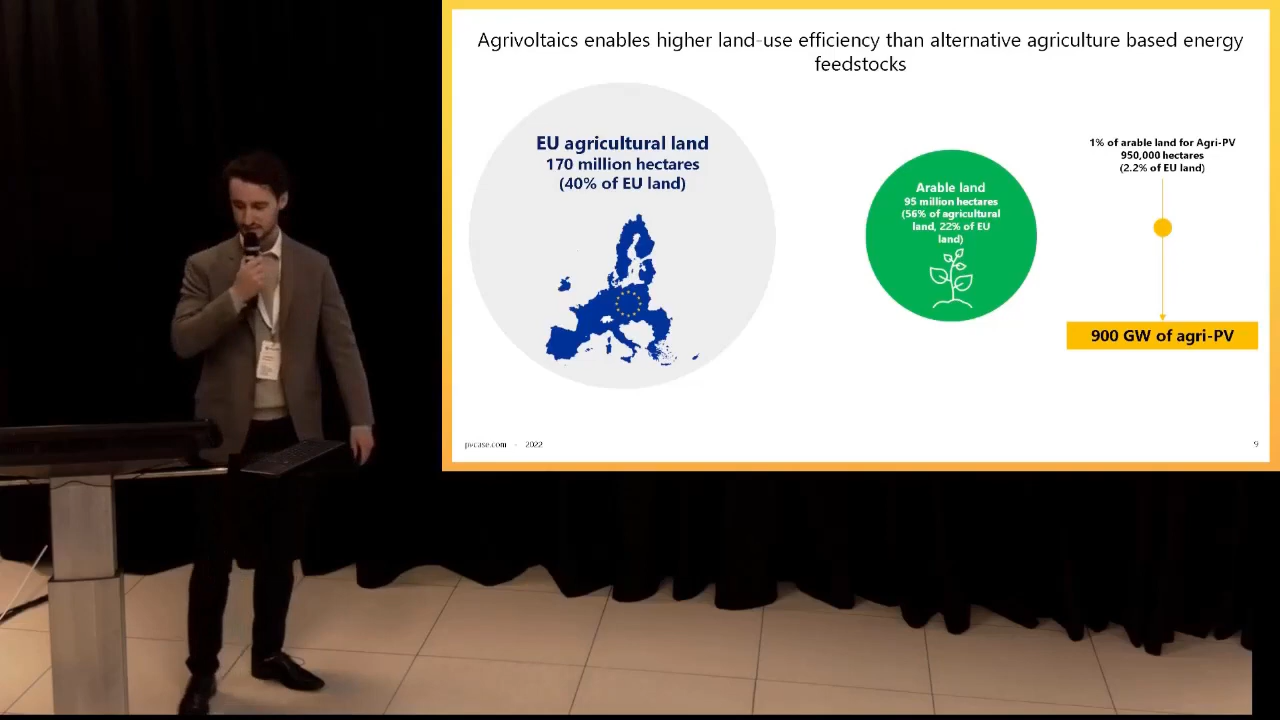 Agrivoltaics enables higher land-use efficiency than alternative agriculture based energy
feedstocks
EU agricultural land
170 million hectares
(40% of EU land)
Arable land
95 million hectares
(56% of agricultural
land, 22% of EU
land)
1% of arable land for Agri-PV
950,000 hectares
(2.2% of EU land)
900 GW of agri-PV
pvcase.com - 2022
9